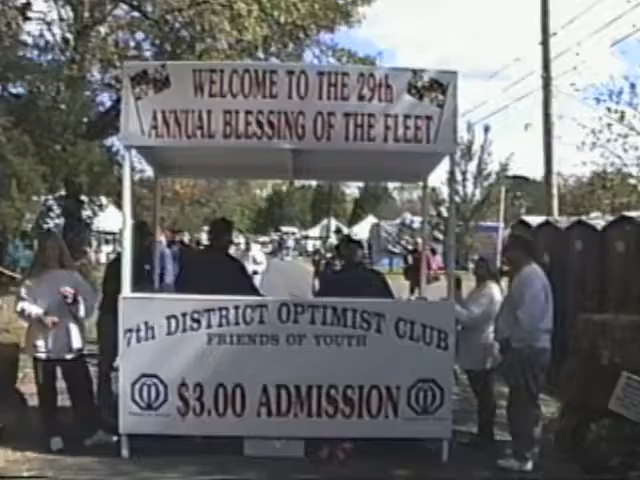 WELCOME TO THE 29th
ANNUAL BLESSING OF THE FLEET
7th DISTRICT OPTIMIST CLUB
FRIENDS OF YOUTH
$3.00 ADMISSION